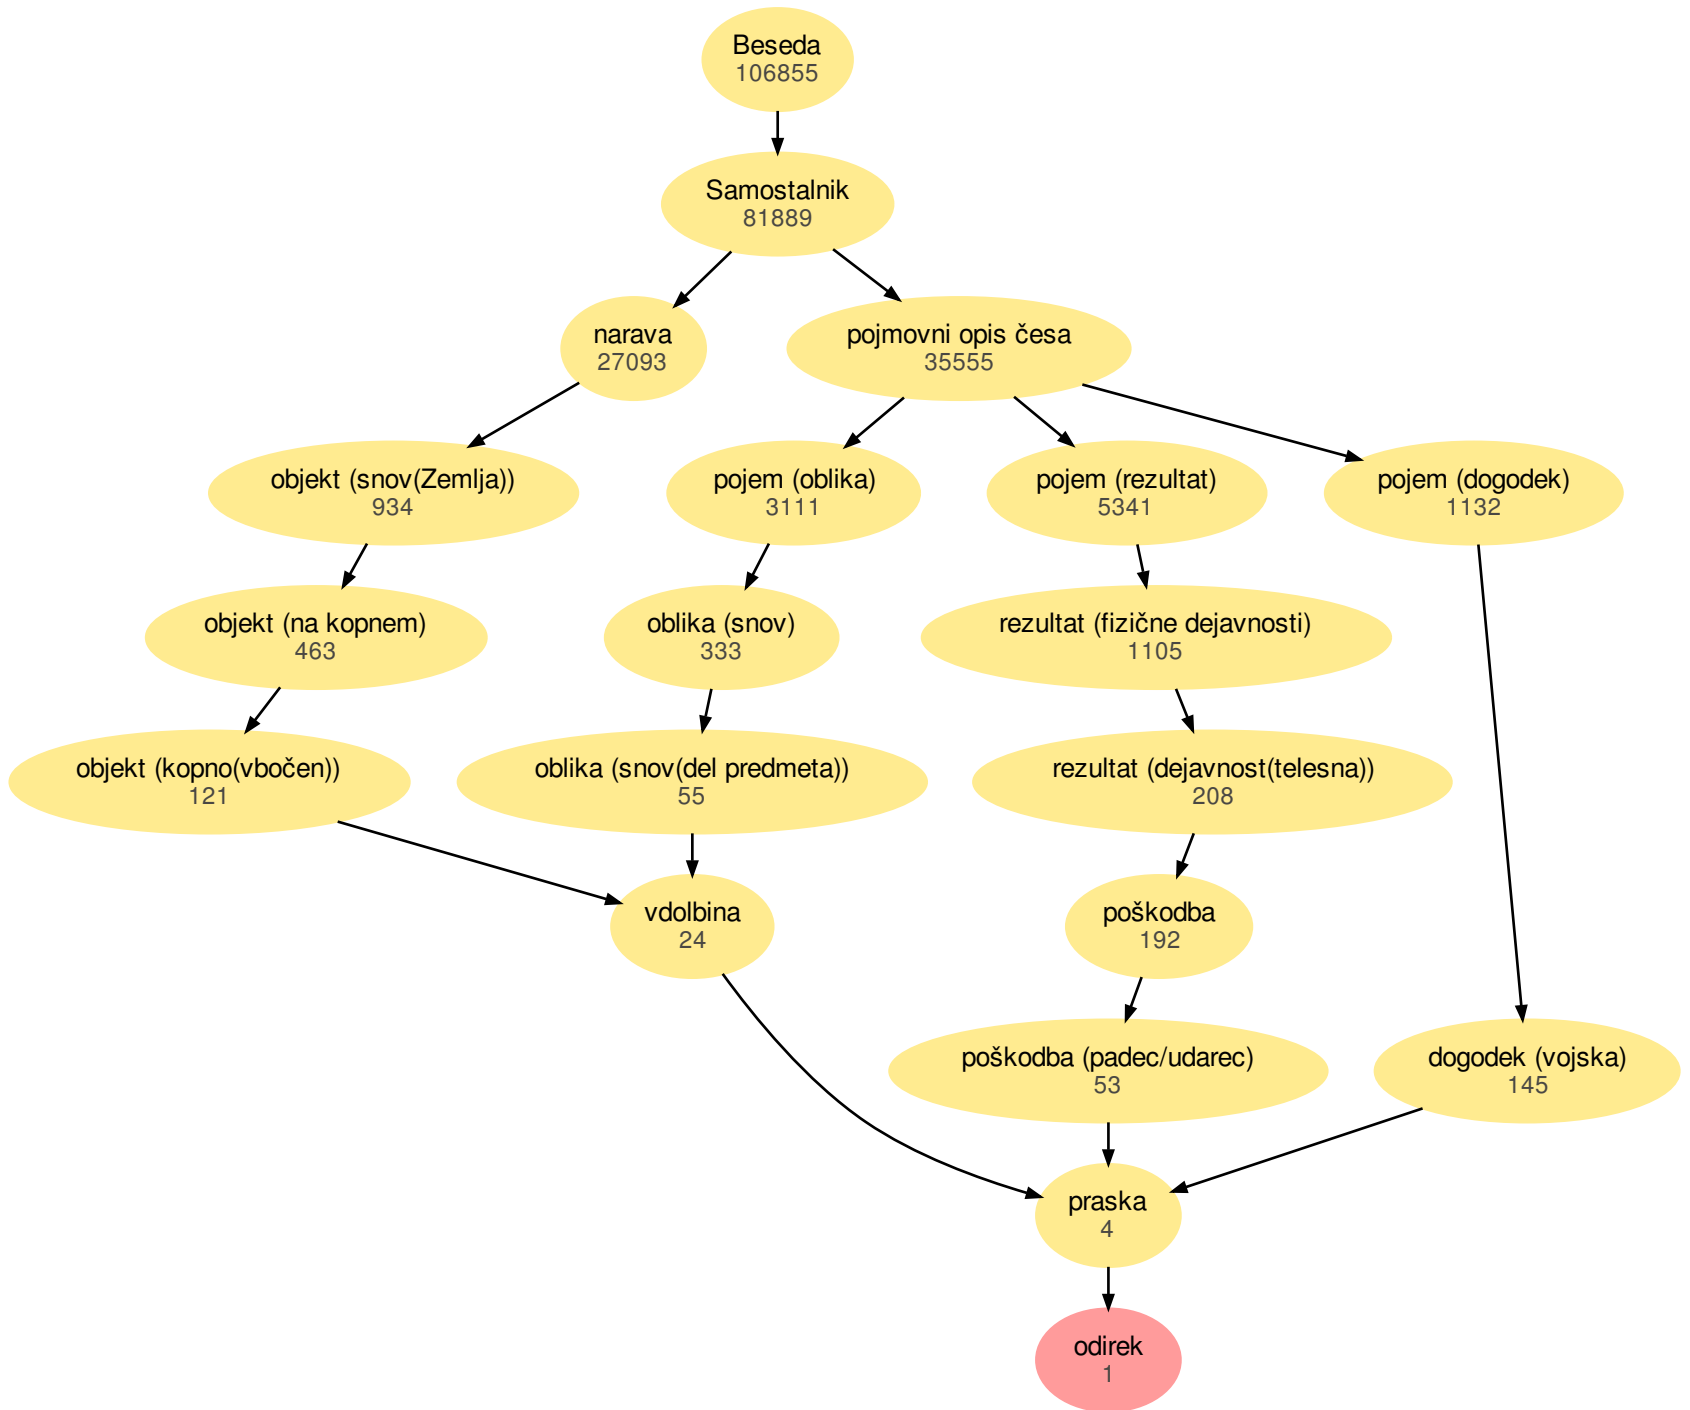 Beseda
106855
Samostalnik
81889
narava
27093
pojmovni opis česa
35555
objekt (snov(Zemlja))
934
pojem (oblika)
3111
pojem (rezultat)
5341
pojem (dogodek)
1132
objekt (na kopnem)
463
oblika (snov)
333
rezultat (fizične dejavnosti)
1105
objekt (kopno(vbočen))
121
oblika (snov(del predmeta))
55
rezultat (dejavnost(telesna))
208
vdolbina
24
poškodba
192
poškodba (padec/udarec)
53
dogodek (vojska)
145
praska
4
odirek
1